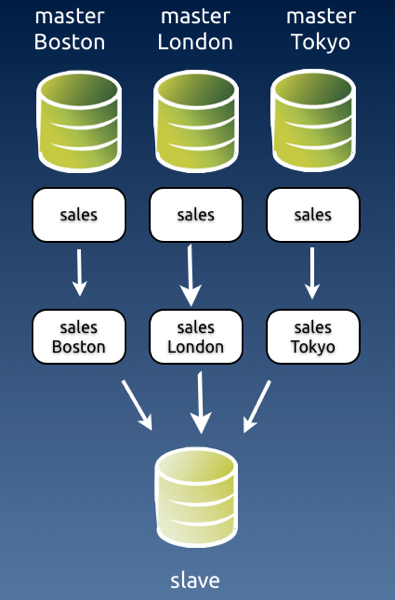 master
Boston
master
London
master
Tokyo
sales
sales
sales
sales
Boston
sales
London
sales
Tokyo
slave